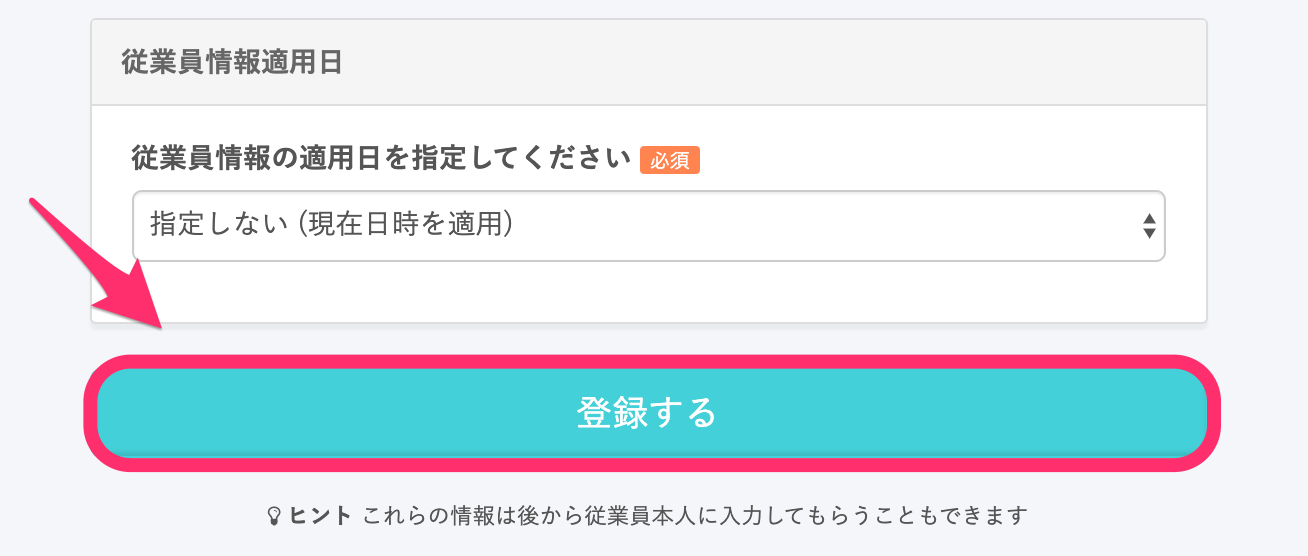 従業員情報適用日
従業員情報の適用日を指定してください 必須
指定しない (現在日時を適用)
登録する
ヒント これらの情報は後から従業員本人に入力してもらうこともできます